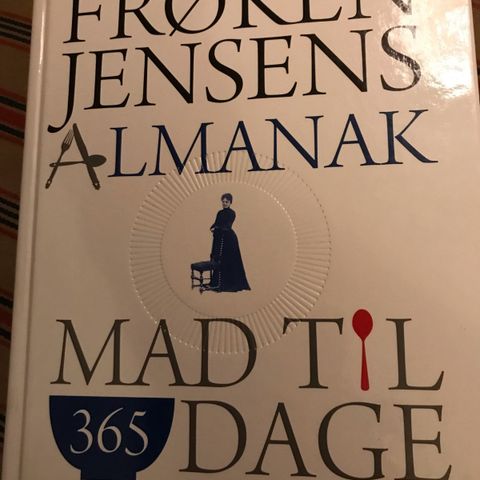 FRØKEN
JENSENS
ALMANAK
MAD TIL
365 DAGE